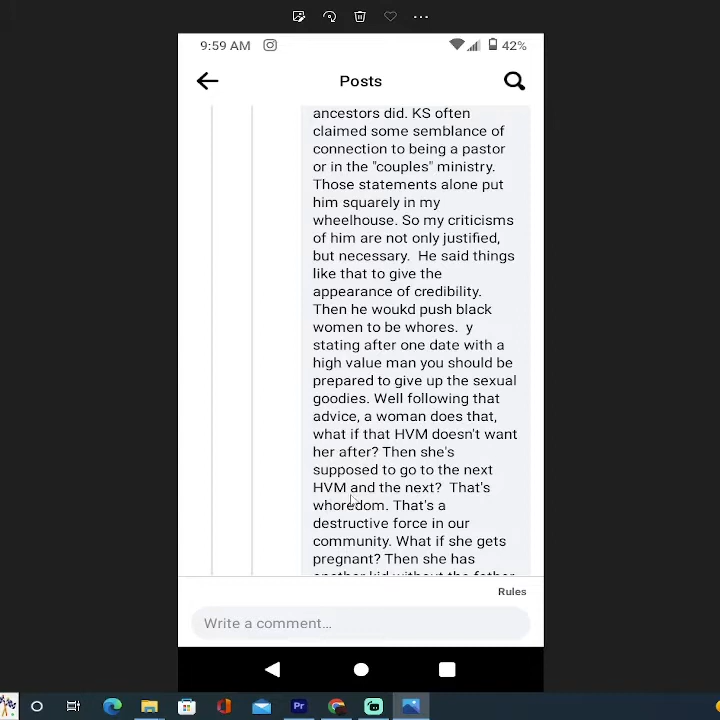 9:59 AM
42%
Posts
ancestors did. KS often
claimed some semblance of
connection to being a pastor
or in the "couples" ministry.
Those statements alone put
him squarely in my
wheelhouse. So my criticisms
of him are not only justified,
but necessary.  He said things
like that to give the
appearance of credibility.
Then he woukd push black
women to be whores.  y
stating after one date with a
high value man you should be
prepared to give up the sexual
goodies. Well following that
advice, a woman does that,
what if that HVM doesn't want
her after? Then she's
supposed to go to the next
HVM and the next?  That's
whoredom. That's a
destructive force in our
community. What if she gets
pregnant? Then she has
another kid without the father
Rules
Write a comment...
Pr